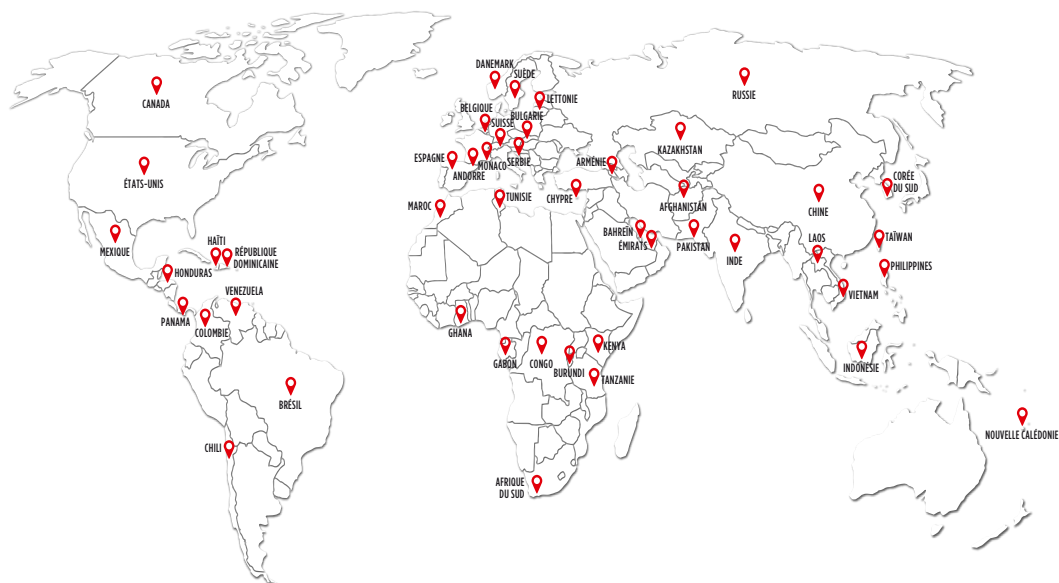 DANEMARK
SUÈDE
CANADA
RUSSIE
LETTONIE
BELGIQUE
BULGARIE
SUISSE
KAZAKHSTAN
ESPAGNE
MONACO
SERBIE
ARMÉNIE
ANDORRE
ÉTATS-UNIS
CORÉE
DU SUD
TUNISIE
CHYPRE
AFGHANISTAN
MAROC
CHINE
BAHREÏN
ÉMIRATS
PAKISTAN
INDE
LAOS
TAÏWAN
MEXIQUE
HAÏTI
RÉPUBLIQUE
DOMINICAINE
HONDURAS
PHILIPPINES
VENEZUELA
VIETNAM
PANAMA
COLOMBIE
GHANA
GABON
CONGO
BURUNDI
KENYA
TANZANIE
INDONÉSIE
BRÉSIL
NOUVELLE CALÉDONIE
CHILI
AFRIQUE
DU SUD